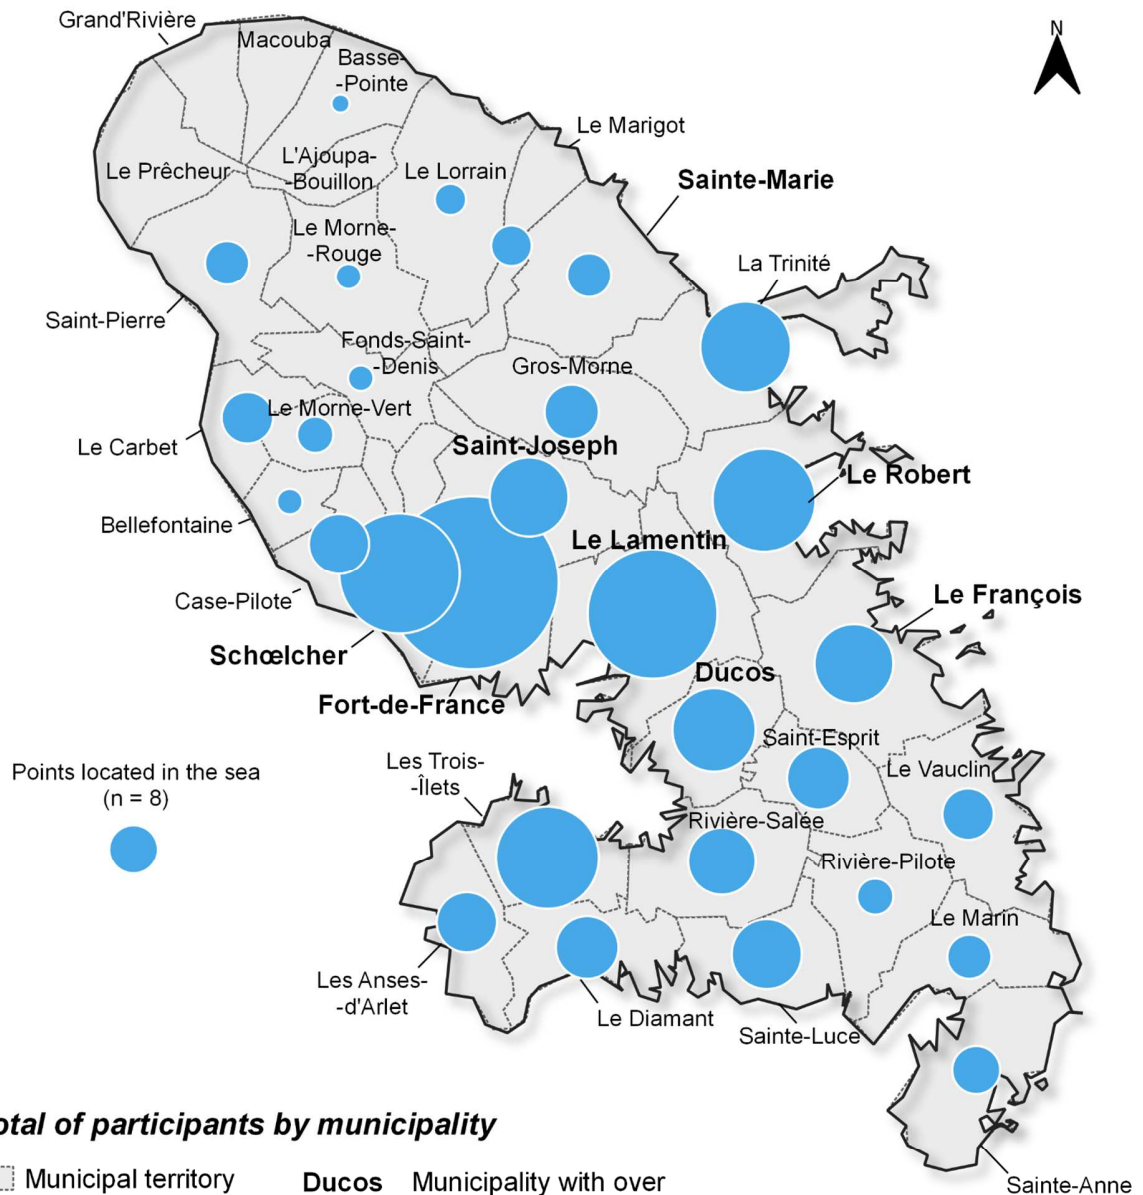 Grand'Rivière
Macouba
N
Basse-
-Pointe
Le Marigot
L'Ajoupa-
-Bouillon
Le Prêcheur
Le Lorrain
Sainte-Marie
Le Morne-
-Rouge
La Trinité
Saint-Pierre
Fonds-Saint-
-Denis
Gros-Morne
Le Morne-Vert
Le Carbet
Saint-Joseph
Le Robert
Bellefontaine
Le Lamentin
Case-Pilote
Le François
Schœlcher
Ducos
Fort-de-France
Saint-Esprit
Les Trois-
-Îlets
Le Vauclin
Points located in the sea
(n = 8)
Rivière-Salée
Rivière-Pilote
Le Marin
Les Anses-
-d'Arlet
Le Diamant
Sainte-Luce
otal of participants by municipality
Municipal territory
Ducos Municipality with over
Sainte-Anne